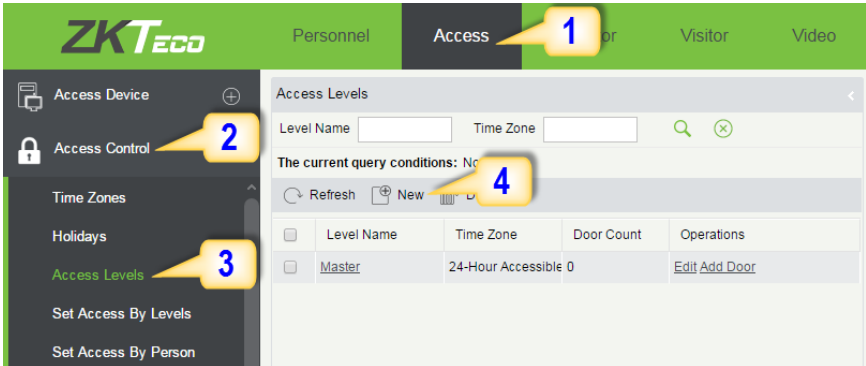 ZKTECO Personnel Access 1 or Visitor Video
Access Device
Access Control 2
Time Zones
Holidays
Access Levels 3
Set Access By Levels
Set Access By Person
Access Levels
Level Name Time Zone
The current query conditions: No
Refresh New 4 D
Level Name Time Zone Door Count Operations
Master 24-Hour Accessible 0 Edit Add Door